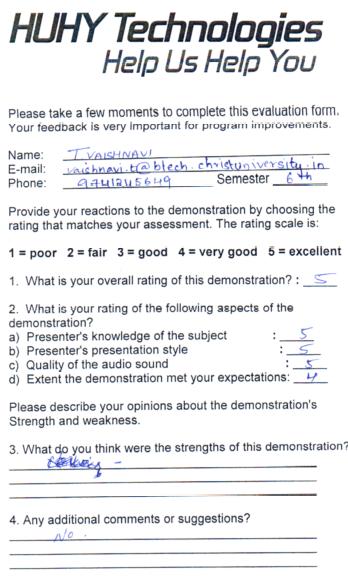 HUHY Technologies
Help Us Help You
Please take a few moments to complete this evaluation form.
Your feedback is very important for program improvements.
Name: T VAISHNAVI
E-mail: vaishnavi.t@btech.christuniversity.in
Phone: 9741245649 Semester 6th
Provide your reactions to the demonstration by choosing the
rating that matches your assessment. The rating scale is:
1 = poor 2 = fair 3 = good 4 = very good 5 = excellent
1. What is your overall rating of this demonstration? : 5
2. What is your rating of the following aspects of the
demonstration?
a) Presenter's knowledge of the subject : 5
b) Presenter's presentation style : 5
c) Quality of the audio sound : 5
d) Extent the demonstration met your expectations: 4
Please describe your opinions about the demonstration's
Strength and weakness.
3. What do you think were the strengths of this demonstration?
4. Any additional comments or suggestions?
No.